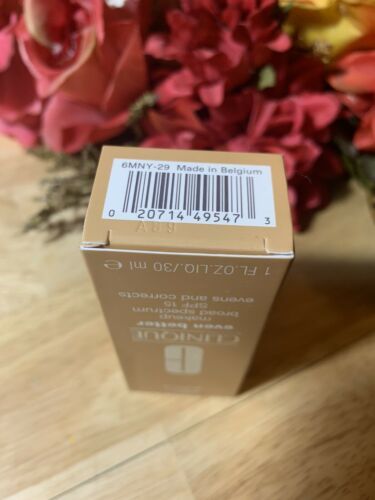 6MNY-29 Made in Belgium
0 20714 49547 3
1 FL.OZ.LIQ./30 ml e
evens and corrects
SPF 15
broad spectrum
makeup
even better
CLINIQUE